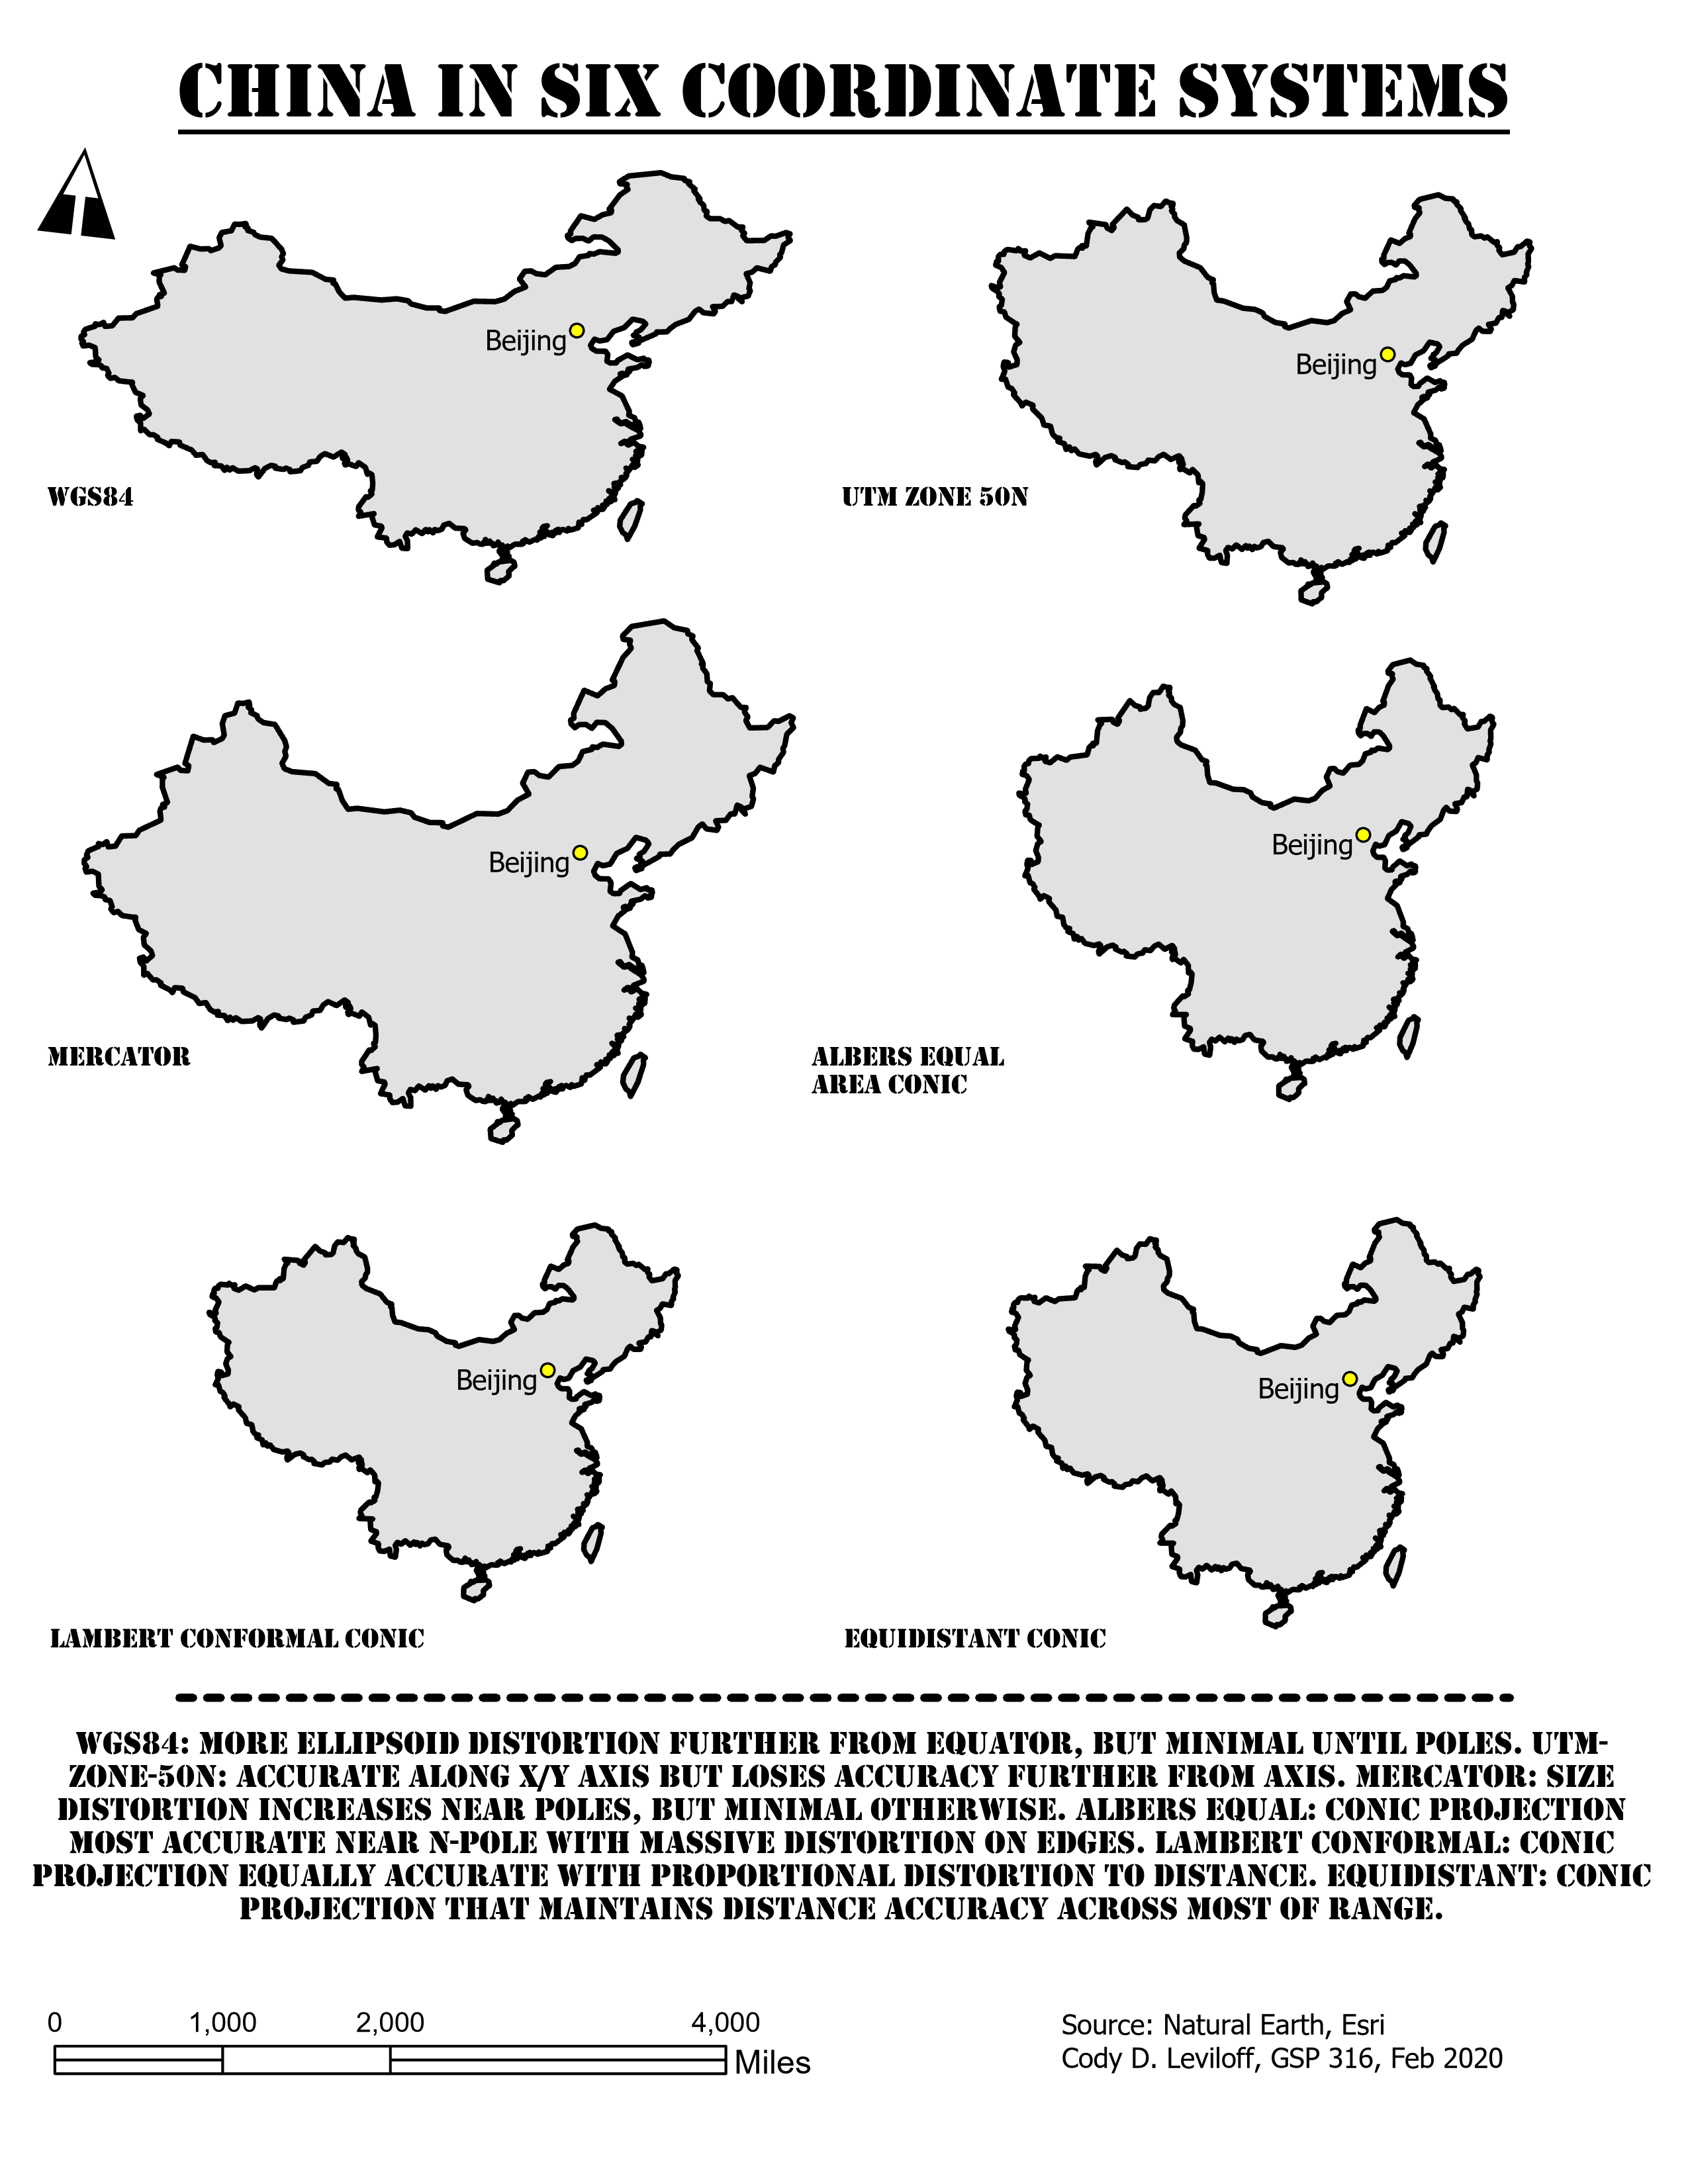 CHINA IN SIX COORDINATE SYSTEMS
Beijing
WGS84
Beijing
UTM ZONE 50N
Beijing
MERCATOR
Beijing
ALBERS EQUAL
AREA CONIC
Beijing
LAMBERT CONFORMAL CONIC
Beijing
EQUIDISTANT CONIC
WGS84: MORE ELLIPSOID DISTORTION FURTHER FROM EQUATOR, BUT MINIMAL UNTIL POLES. UTM-
ZONE-50N: ACCURATE ALONG X/Y AXIS BUT LOSES ACCURACY FURTHER FROM AXIS. MERCATOR: SIZE
DISTORTION INCREASES NEAR POLES, BUT MINIMAL OTHERWISE. ALBERS EQUAL: CONIC PROJECTION
MOST ACCURATE NEAR N-POLE WITH MASSIVE DISTORTION ON EDGES. LAMBERT CONFORMAL: CONIC
PROJECTION EQUALLY ACCURATE WITH PROPORTIONAL DISTORTION TO DISTANCE. EQUIDISTANT: CONIC
PROJECTION THAT MAINTAINS DISTANCE ACCURACY ACROSS MOST OF RANGE.
0 1,000 2,000 4,000
Miles
Source: Natural Earth, Esri
Cody D. Leviloff, GSP 316, Feb 2020